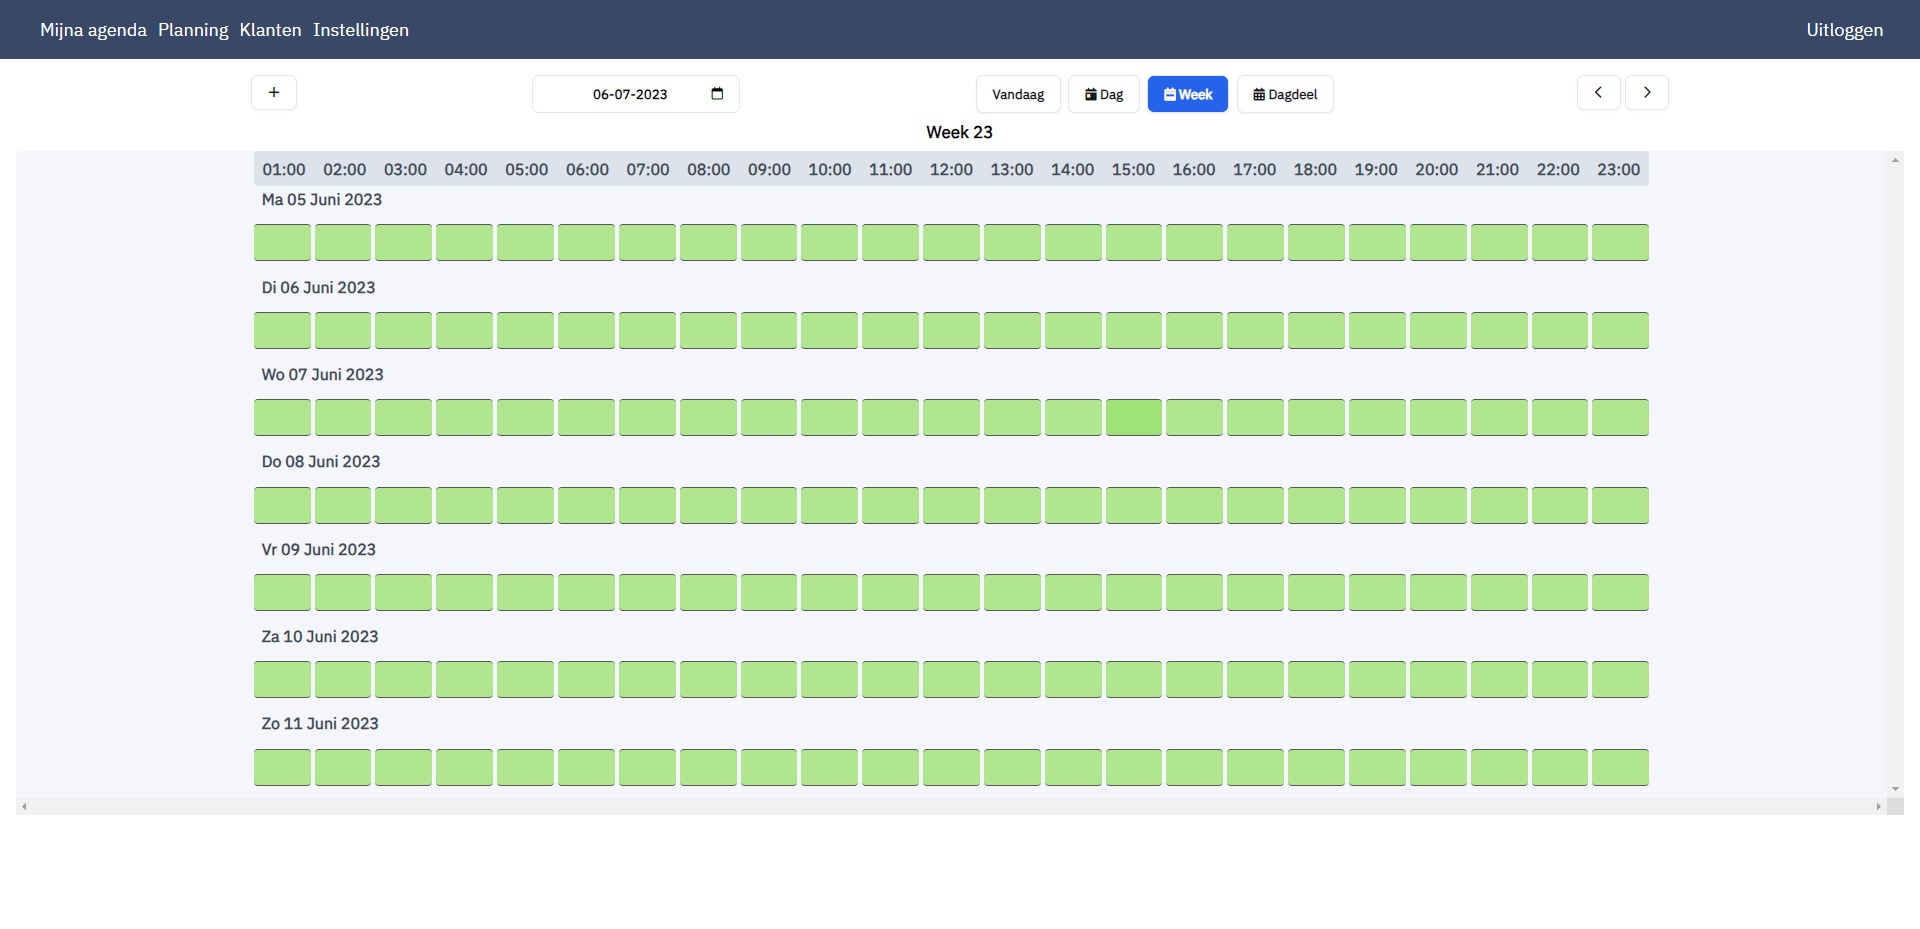 Mijna agenda Planning Klanten Instellingen Uitloggen
+ 06-07-2023 Vandaag Dag Week Dagdeel < >
Week 23
01:00 02:00 03:00 04:00 05:00 06:00 07:00 08:00 09:00 10:00 11:00 12:00 13:00 14:00 15:00 16:00 17:00 18:00 19:00 20:00 21:00 22:00 23:00
Ma 05 Juni 2023
Di 06 Juni 2023
Wo 07 Juni 2023
Do 08 Juni 2023
Vr 09 Juni 2023
Za 10 Juni 2023
Zo 11 Juni 2023